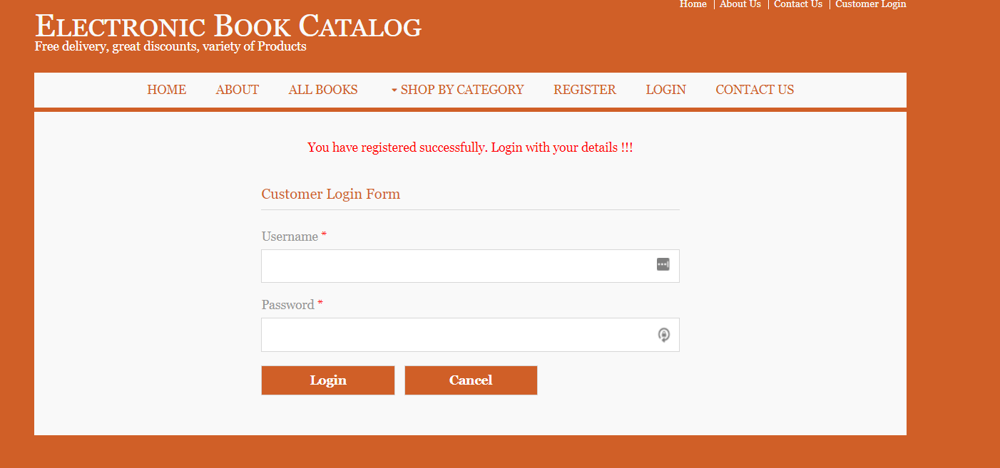 Home | About Us | Contact Us | Customer Login
ELECTRONIC BOOK CATALOG
Free delivery, great discounts, variety of Products
HOME ABOUT ALL BOOKS SHOP BY CATEGORY REGISTER LOGIN CONTACT US
You have registered successfully. Login with your details !!!
Customer Login Form
Username *
Password *
Login Cancel